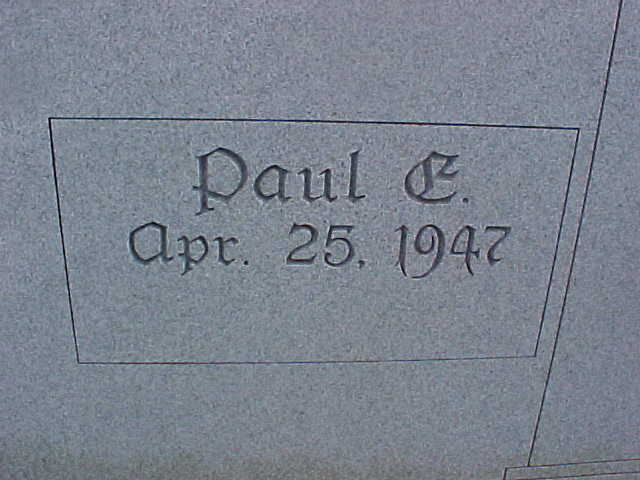 Paul E.
Apr. 25, 1947